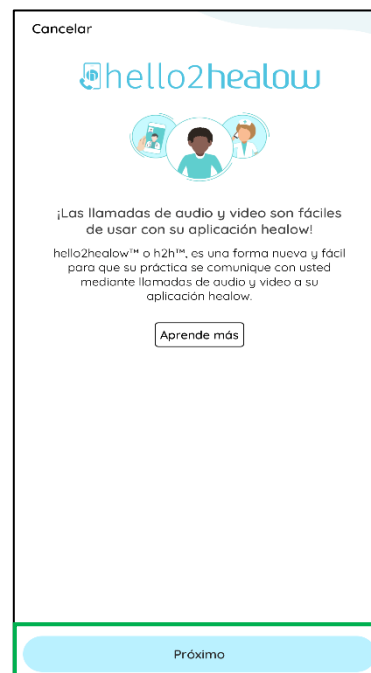 Cancelar
hello2healow
¡Las llamadas de audio y video son fáciles
de usar con su aplicación healow!
hello2healow™ o h2h™, es una forma nueva y fácil
para que su práctica se comunique con usted
mediante llamadas de audio y video a su
aplicación healow.
Aprende más
Próximo